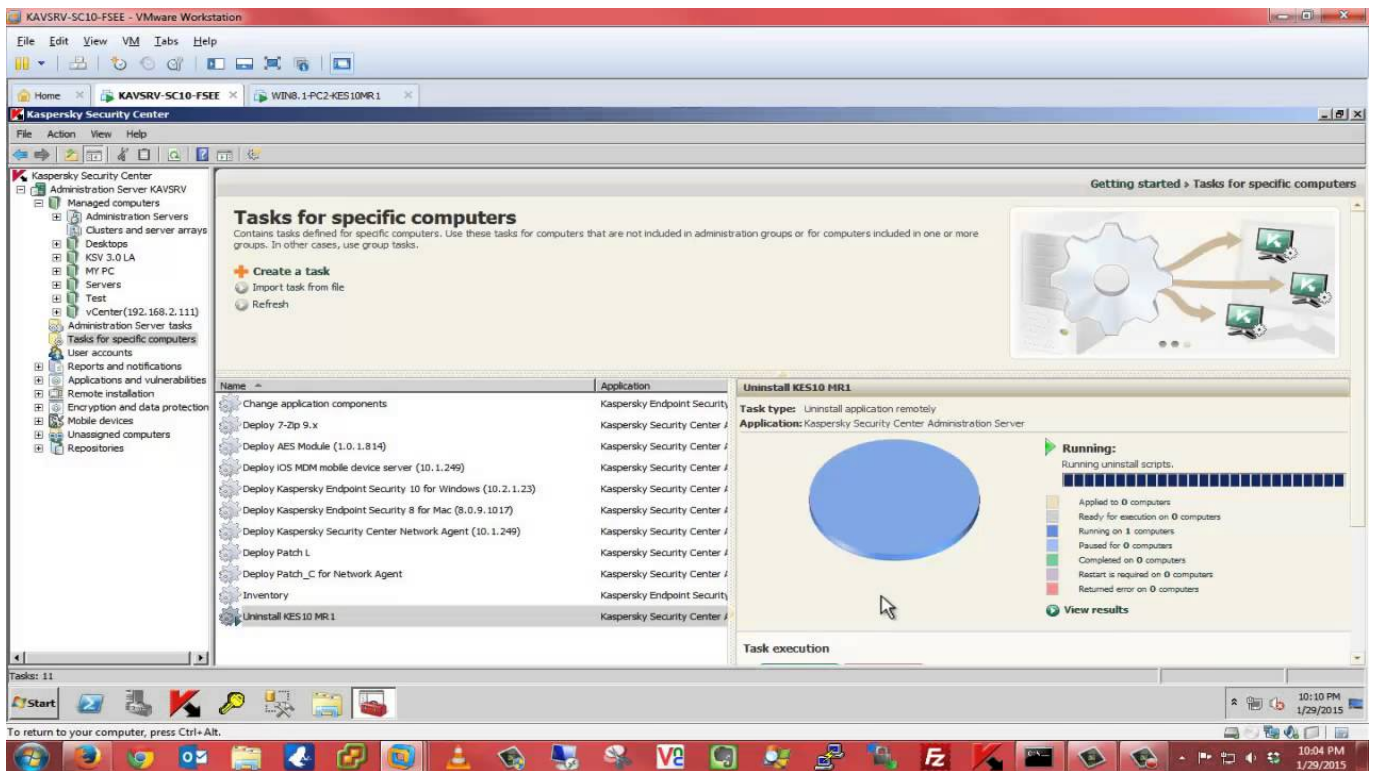 KAVSRV-SC10-FSEE - VMware Workstation
File Edit View VM Tabs Help
Home
KAVSRV-SC10-FSEE
WIN8.1-PC2-KES10MR1
Kaspersky Security Center
File Action View Help
Kaspersky Security Center
Administration Server KAVSRV
Managed computers
Administration Servers
Clusters and server arrays
Desktops
KSV 3.0 LA
MY PC
Servers
Test
vCenter(192.168.2.111)
Administration Server tasks
Tasks for specific computers
User accounts
Reports and notifications
Applications and vulnerabilities
Remote installation
Encryption and data protection
Mobile devices
Unassigned computers
Repositories
Getting started › Tasks for specific computers
Tasks for specific computers
Contains tasks defined for specific computers. Use these tasks for computers that are not included in administration groups or for computers included in one or more
groups. In other cases, use group tasks.
Create a task
Import task from file
Refresh
Name Application
Change application components Kaspersky Endpoint Security
Deploy 7-Zip 9.x Kaspersky Security Center A
Deploy AES Module (1.0.1.814) Kaspersky Security Center A
Deploy iOS MDM mobile device server (10.1.249) Kaspersky Security Center A
Deploy Kaspersky Endpoint Security 10 for Windows (10.2.1.23) Kaspersky Security Center A
Deploy Kaspersky Endpoint Security 8 for Mac (8.0.9.1017) Kaspersky Security Center A
Deploy Kaspersky Security Center Network Agent (10.1.249) Kaspersky Security Center A
Deploy Patch L Kaspersky Security Center A
Deploy Patch_C for Network Agent Kaspersky Security Center A
Inventory Kaspersky Endpoint Security
Uninstall KES10 MR1 Kaspersky Security Center A
Uninstall KES10 MR1
Task type: Uninstall application remotely
Application: Kaspersky Security Center Administration Server
Running:
Running uninstall scripts.
Applied to 0 computers
Ready for execution on 0 computers
Running on 1 computers
Paused for 0 computers
Completed on 0 computers
Restart is required on 0 computers
Returned error on 0 computers
View results
Task execution
Tasks: 11
Start
10:10 PM
1/29/2015
To return to your computer, press Ctrl+Alt.
10:04 PM
1/29/2015